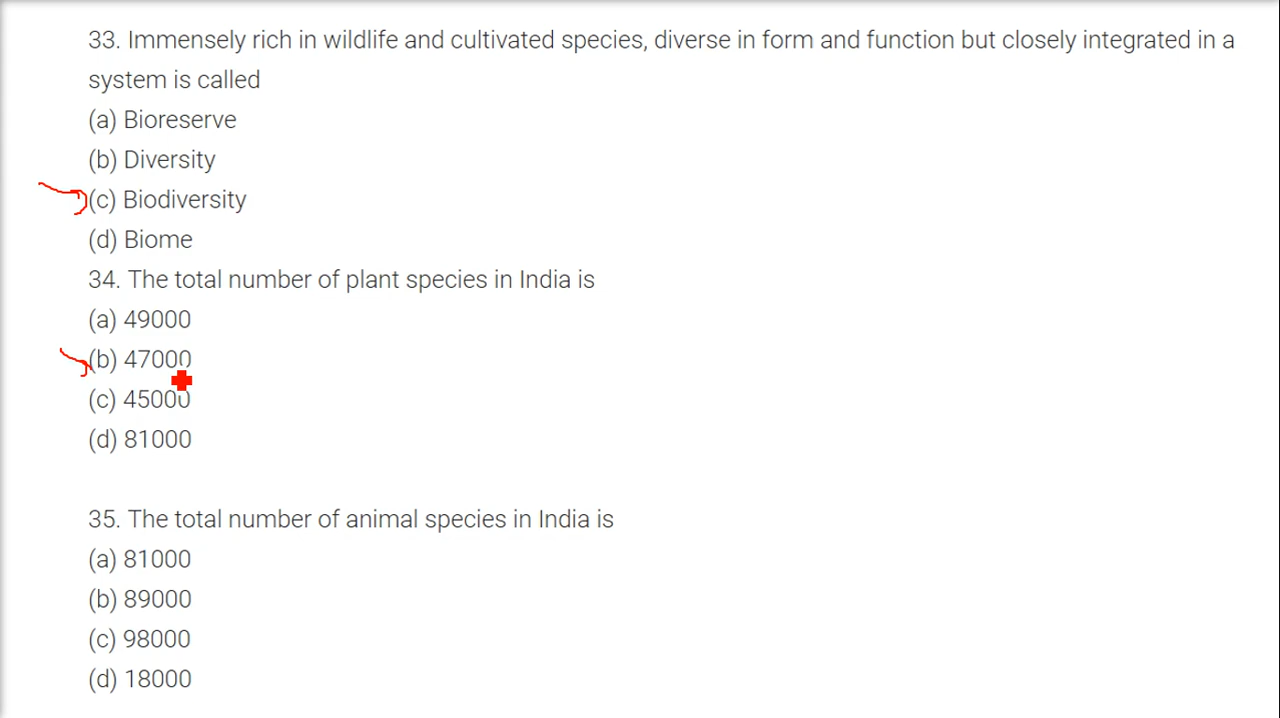 33. Immensely rich in wildlife and cultivated species, diverse in form and function but closely integrated in a
system is called
(a) Bioreserve
(b) Diversity
(c) Biodiversity
(d) Biome
34. The total number of plant species in India is
(a) 49000
(b) 47000
(c) 45000
(d) 81000
35. The total number of animal species in India is
(a) 81000
(b) 89000
(c) 98000
(d) 18000